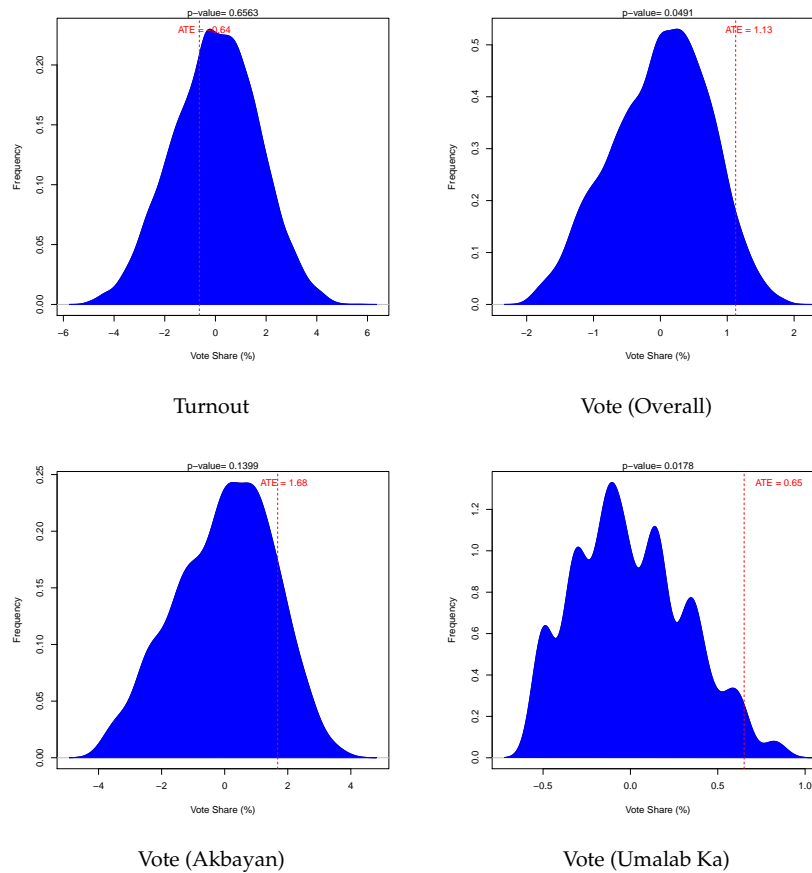 p-value= 0.6563
ATE = -0.64
Frequency
0.00 0.05 0.10 0.15 0.20
-6 -4 -2 0 2 4 6
Vote Share (%)
Turnout
p-value= 0.0491
ATE = 1.13
Frequency
0.0 0.1 0.2 0.3 0.4 0.5
-2 -1 0 1 2
Vote Share (%)
Vote (Overall)
p-value= 0.1399
ATE = 1.68
Frequency
0.00 0.05 0.10 0.15 0.20 0.25
-4 -2 0 2 4
Vote Share (%)
Vote (Akbayan)
p-value= 0.0178
ATE = 0.65
Frequency
0.0 0.2 0.4 0.6 0.8 1.0 1.2
-0.5 0.0 0.5 1.0
Vote Share (%)
Vote (Umalab Ka)